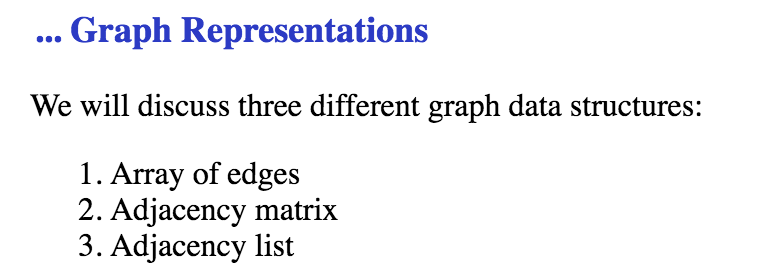 ... Graph Representations
We will discuss three different graph data structures:
1. Array of edges
2. Adjacency matrix
3. Adjacency list